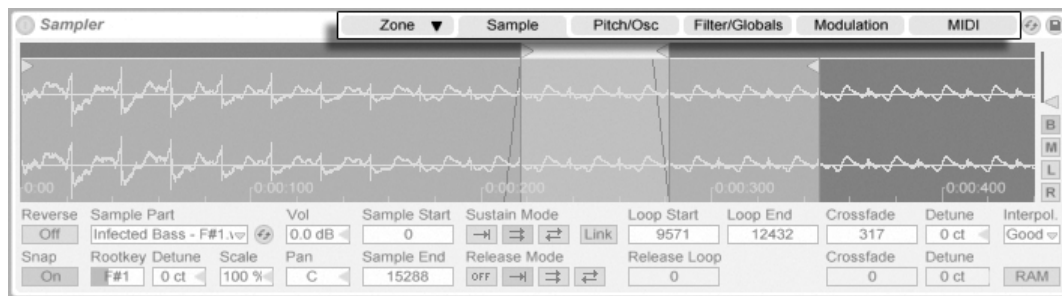 Sampler Zone ▼ Sample Pitch/Osc Filter/Globals Modulation MIDI
B
M
L
R
0:00 0:00:100 0:00:200 0:00:300 0:00:400
Reverse Sample Part Vol Sample Start Sustain Mode Loop Start Loop End Crossfade Detune Interpol.
Off Infected Bass - F#1.v 0.0 dB 0 Link 9571 12432 317 0 ct Good
Snap Rootkey Detune Scale Pan Sample End Release Mode Release Loop Crossfade Detune
On F#1 0 ct 100 % C 15288 OFF 0 0 0 ct RAM